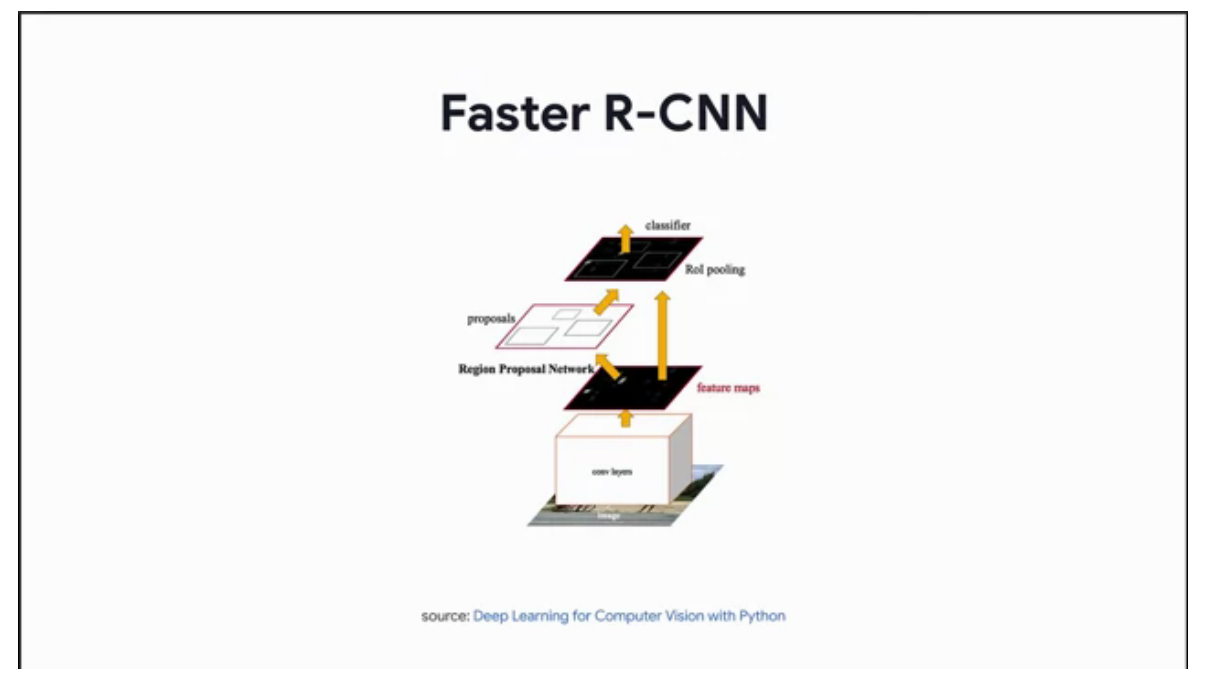 Faster R-CNN
classifier
RoI pooling
proposals
Region Proposal Network
feature maps
conv layers
image
source: Deep Learning for Computer Vision with Python